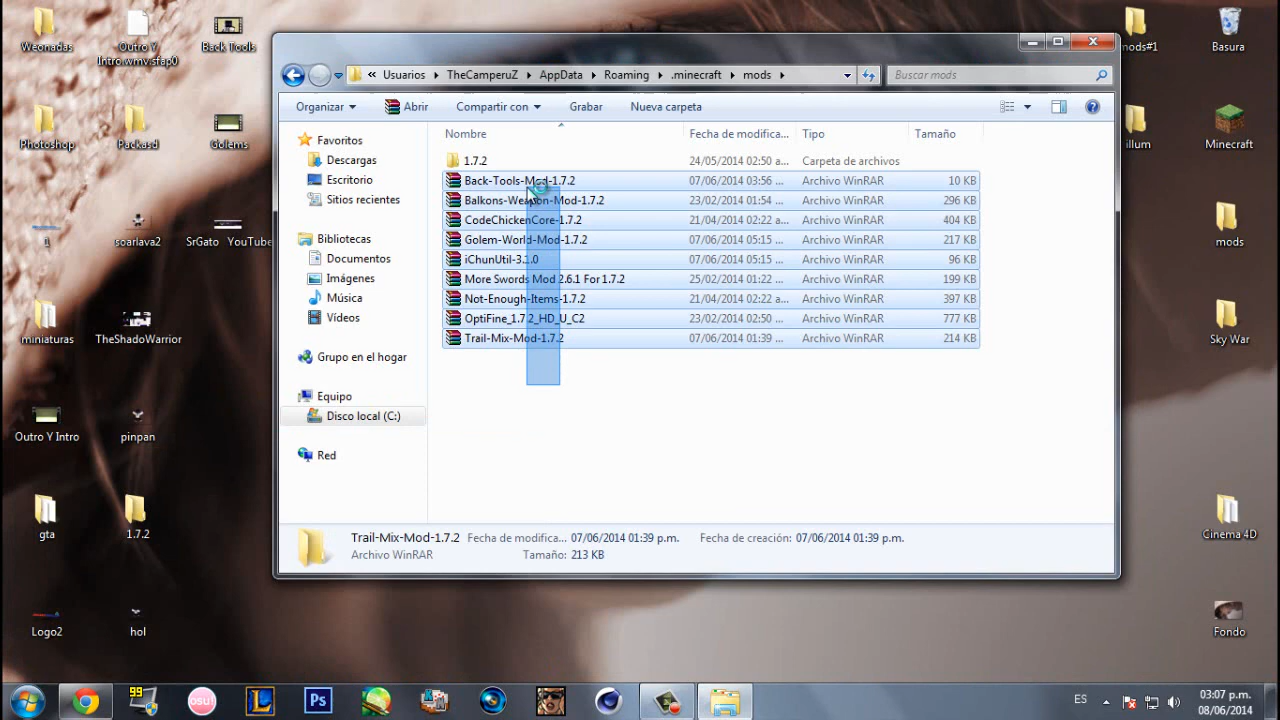 Weonadas
Outro Y
Intro.wmv.sfap0
Back Tools
mods#1
Basura
« Usuarios TheCamperuZ AppData Roaming .minecraft mods
Buscar mods
Organizar Abrir Compartir con Grabar Nueva carpeta
Photoshop
Packasd
Golems
illum
Minecraft
Favoritos
Descargas
Escritorio
Sitios recientes
Bibliotecas
Documentos
Imágenes
Música
Vídeos
Grupo en el hogar
Equipo
Disco local (C:)
Red
Nombre Fecha de modifica... Tipo Tamaño
1.7.2 24/05/2014 02:50 a... Carpeta de archivos
Back-Tools-Mod-1.7.2 07/06/2014 03:56 ... Archivo WinRAR 10 KB
Balkons-Weapon-Mod-1.7.2 23/02/2014 01:54 ... Archivo WinRAR 296 KB
CodeChickenCore-1.7.2 21/04/2014 02:22 a... Archivo WinRAR 404 KB
Golem-World-Mod-1.7.2 07/06/2014 05:15 ... Archivo WinRAR 217 KB
iChunUtil-3.1.0 07/06/2014 05:15 ... Archivo WinRAR 96 KB
More Swords Mod 2.6.1 For 1.7.2 25/02/2014 01:22 ... Archivo WinRAR 199 KB
Not-Enough-Items-1.7.2 21/04/2014 02:22 a... Archivo WinRAR 397 KB
OptiFine_1.7.2_HD_U_C2 23/02/2014 02:50 ... Archivo WinRAR 777 KB
Trail-Mix-Mod-1.7.2 07/06/2014 01:39 ... Archivo WinRAR 214 KB
1
soarlava2
SrGato_YouTube
mods
miniaturas
TheShadoWarrior
Sky War
Outro Y Intro
pinpan
gta
1.7.2
Cinema 4D
Trail-Mix-Mod-1.7.2 Fecha de modifica... 07/06/2014 01:39 p.m. Fecha de creación: 07/06/2014 01:39 p.m.
Archivo WinRAR Tamaño: 213 KB
Logo2
hol
Fondo
99
osu!
L
Ps
ES
03:07 p.m.
08/06/2014